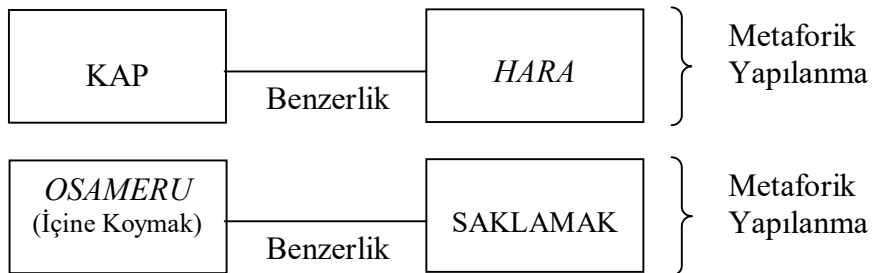 KAP
Benzerlik
HARA
Metaforik
Yapılanma
OSAMERU
(İçine Koymak)
Benzerlik
SAKLAMAK
Metaforik
Yapılanma